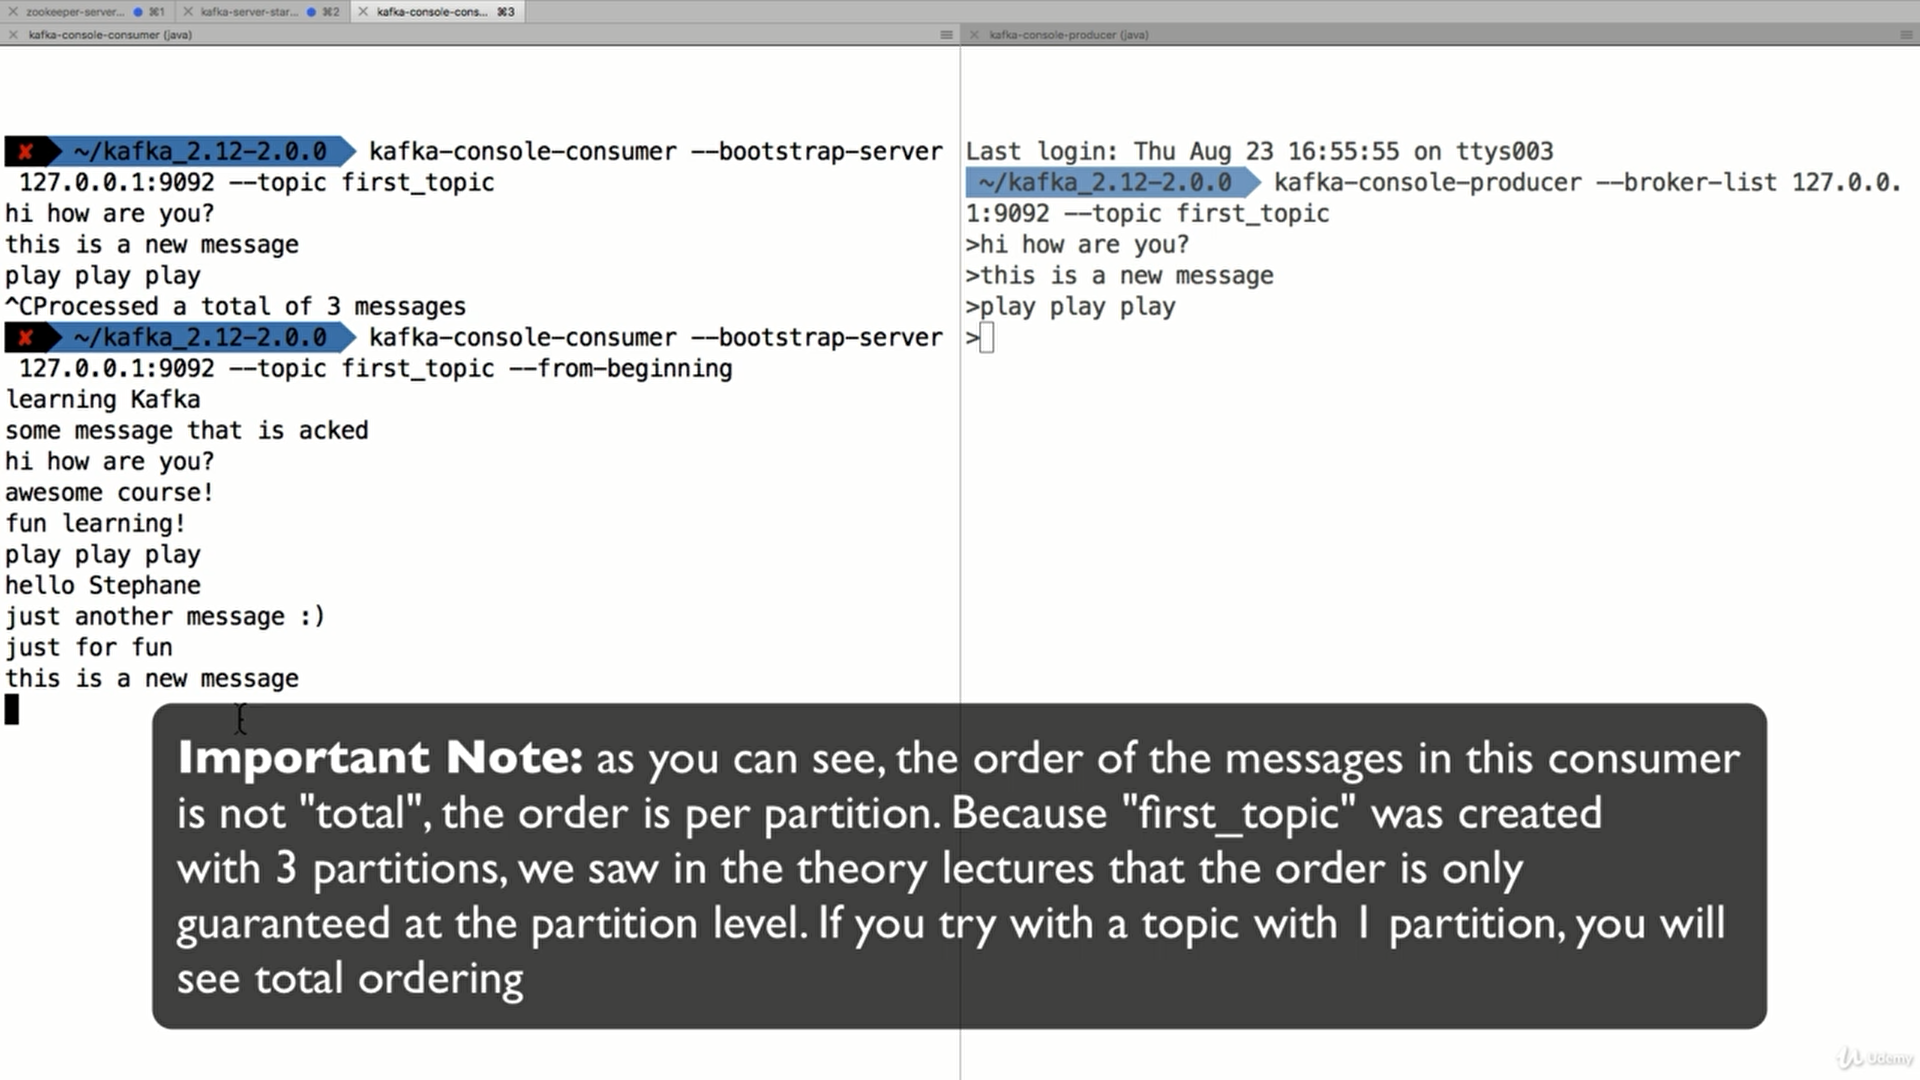 zookeeper-server... ⌘1
kafka-server-star... ⌘2
kafka-console-cons... ⌘3
kafka-console-consumer (java)
✘ ~/kafka_2.12-2.0.0 kafka-console-consumer --bootstrap-server
127.0.0.1:9092 --topic first_topic
hi how are you?
this is a new message
play play play
^CProcessed a total of 3 messages
✘ ~/kafka_2.12-2.0.0 kafka-console-consumer --bootstrap-server
127.0.0.1:9092 --topic first_topic --from-beginning
learning Kafka
some message that is acked
hi how are you?
awesome course!
fun learning!
play play play
hello Stephane
just another message :)
just for fun
this is a new message
kafka-console-producer (java)
Last login: Thu Aug 23 16:55:55 on ttys003
~/kafka_2.12-2.0.0 kafka-console-producer --broker-list 127.0.0.
1:9092 --topic first_topic
>hi how are you?
>this is a new message
>play play play
>
Important Note: as you can see, the order of the messages in this consumer
is not "total", the order is per partition. Because "first_topic" was created
with 3 partitions, we saw in the theory lectures that the order is only
guaranteed at the partition level. If you try with a topic with 1 partition, you will
see total ordering
Udemy